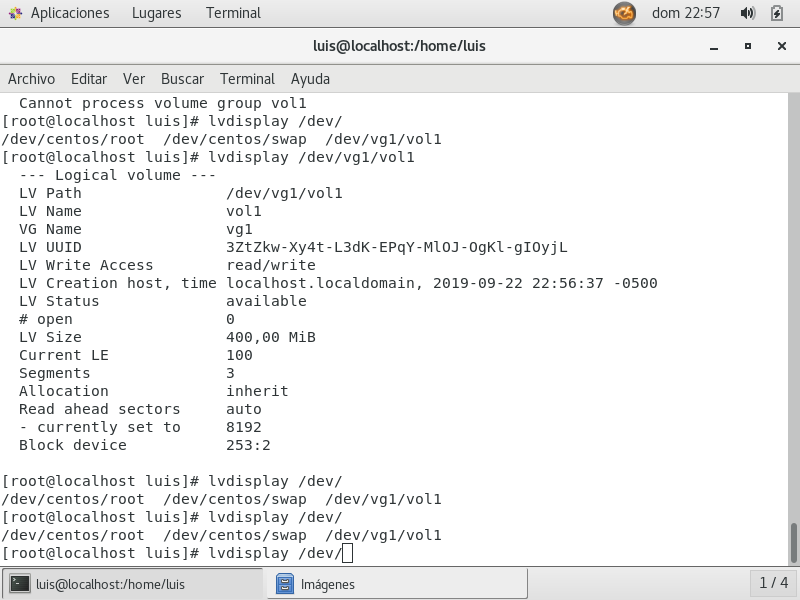 Aplicaciones Lugares Terminal dom 22:57
luis@localhost:/home/luis
Archivo Editar Ver Buscar Terminal Ayuda
Cannot process volume group vol1
[root@localhost luis]# lvdisplay /dev/
/dev/centos/root /dev/centos/swap /dev/vg1/vol1
[root@localhost luis]# lvdisplay /dev/vg1/vol1
--- Logical volume ---
LV Path /dev/vg1/vol1
LV Name vol1
VG Name vg1
LV UUID 3ZtZkw-Xy4t-L3dK-EPqY-MlOJ-OgKl-gIOyjL
LV Write Access read/write
LV Creation host, time localhost.localdomain, 2019-09-22 22:56:37 -0500
LV Status available
# open 0
LV Size 400,00 MiB
Current LE 100
Segments 3
Allocation inherit
Read ahead sectors auto
- currently set to 8192
Block device 253:2
[root@localhost luis]# lvdisplay /dev/
/dev/centos/root /dev/centos/swap /dev/vg1/vol1
[root@localhost luis]# lvdisplay /dev/
/dev/centos/root /dev/centos/swap /dev/vg1/vol1
[root@localhost luis]# lvdisplay /dev/
luis@localhost:/home/luis Imágenes 1 / 4